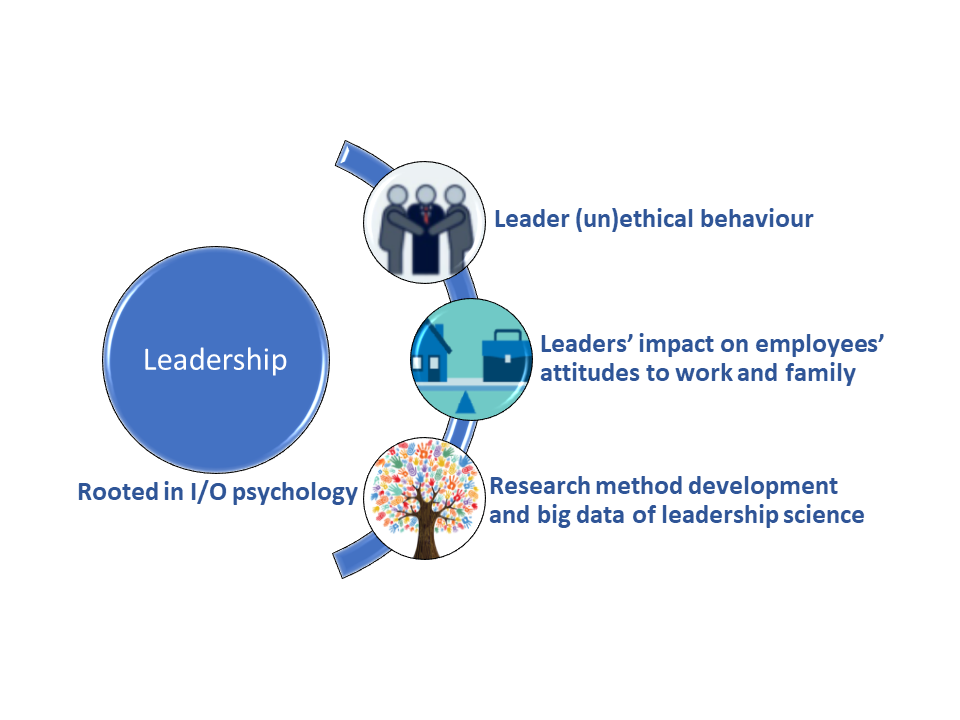 Leader (un)ethical behaviour
Leadership
Leaders’ impact on employees’
attitudes to work and family
Rooted in I/O psychology
Research method development
and big data of leadership science